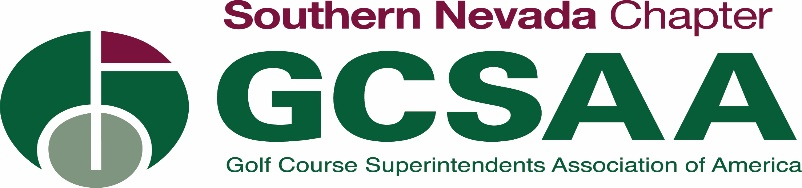 Southern Nevada Chapter
GCSAA
Golf Course Superintendents Association of America